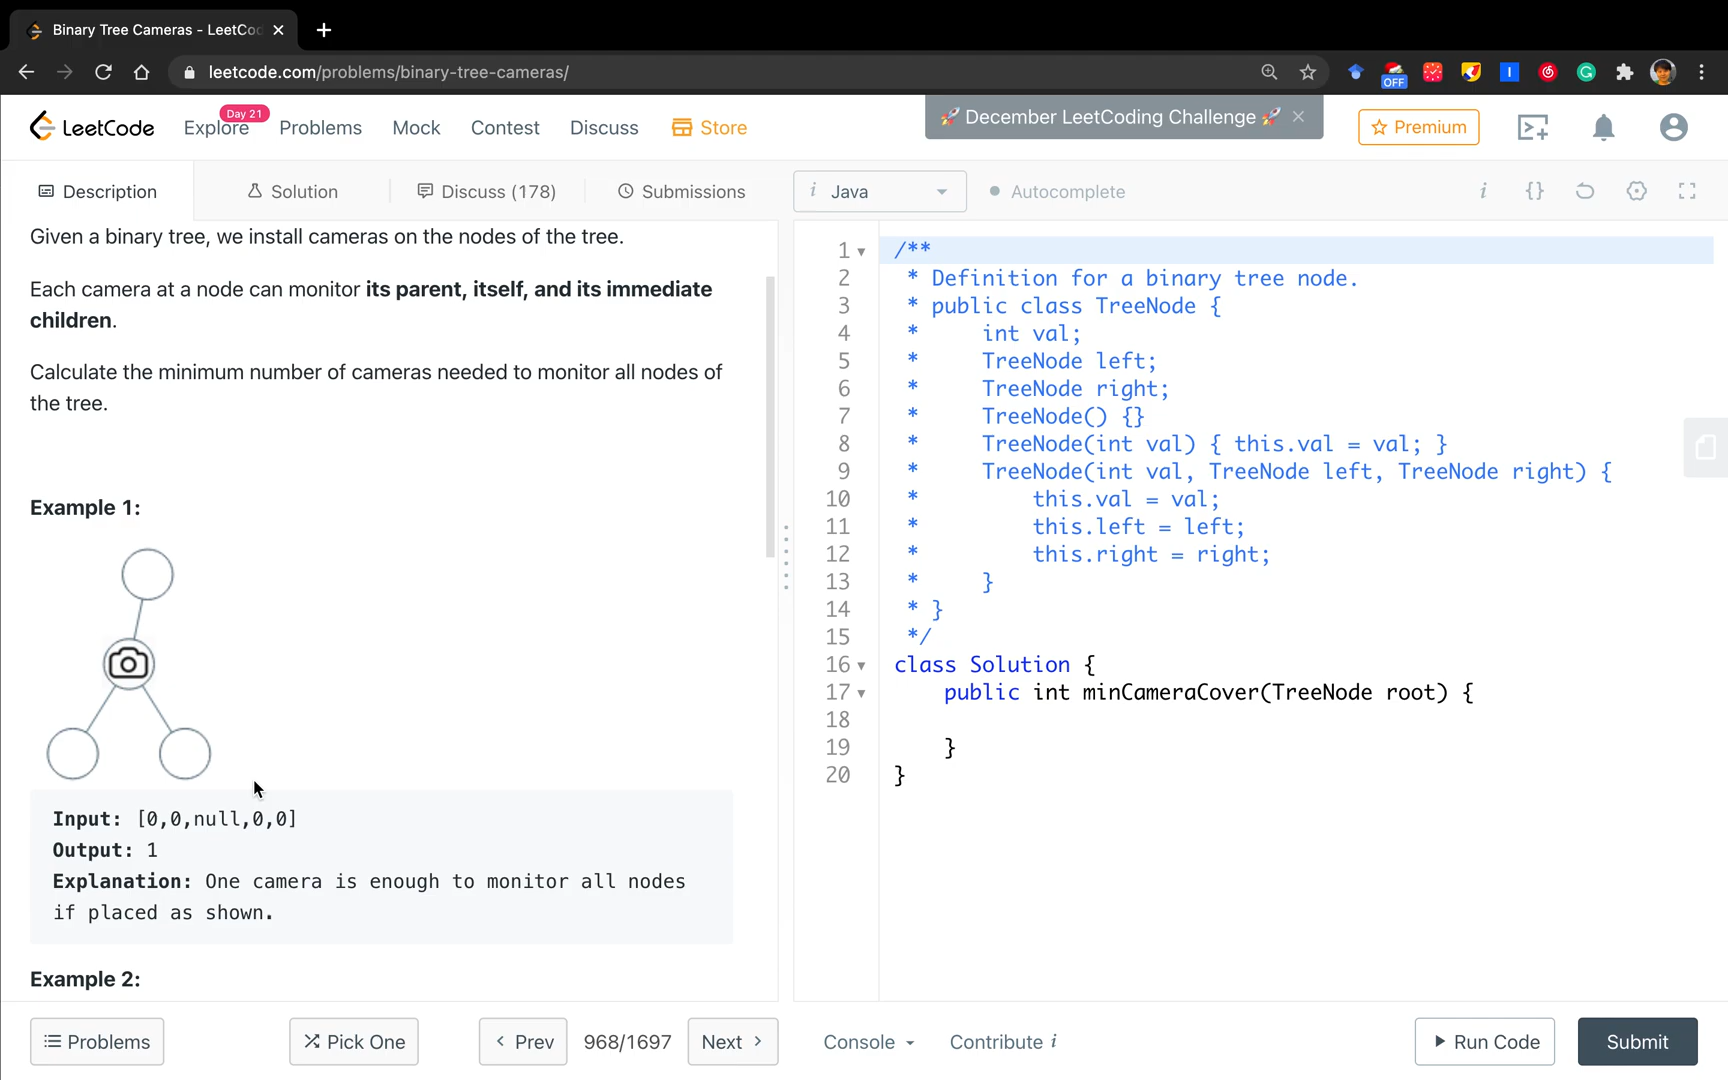 Binary Tree Cameras - LeetCo
leetcode.com/problems/binary-tree-cameras/
OFF
LeetCode
Explore
Day 21
Problems
Mock
Contest
Discuss
Store
🚀 December LeetCoding Challenge 🚀
Premium
Description
Solution
Discuss (178)
Submissions
i Java
Autocomplete
Given a binary tree, we install cameras on the nodes of the tree.
Each camera at a node can monitor its parent, itself, and its immediate
children.
Calculate the minimum number of cameras needed to monitor all nodes of
the tree.
Example 1:
Input: [0,0,null,0,0]
Output: 1
Explanation: One camera is enough to monitor all nodes
if placed as shown.
Example 2:
1 /**
2  * Definition for a binary tree node.
3  * public class TreeNode {
4  *     int val;
5  *     TreeNode left;
6  *     TreeNode right;
7  *     TreeNode() {}
8  *     TreeNode(int val) { this.val = val; }
9  *     TreeNode(int val, TreeNode left, TreeNode right) {
10  *         this.val = val;
11  *         this.left = left;
12  *         this.right = right;
13  *     }
14  * }
15  */
16 class Solution {
17     public int minCameraCover(TreeNode root) {
18
19     }
20 }
Problems
Pick One
Prev
968/1697
Next
Console
Contribute i
Run Code
Submit